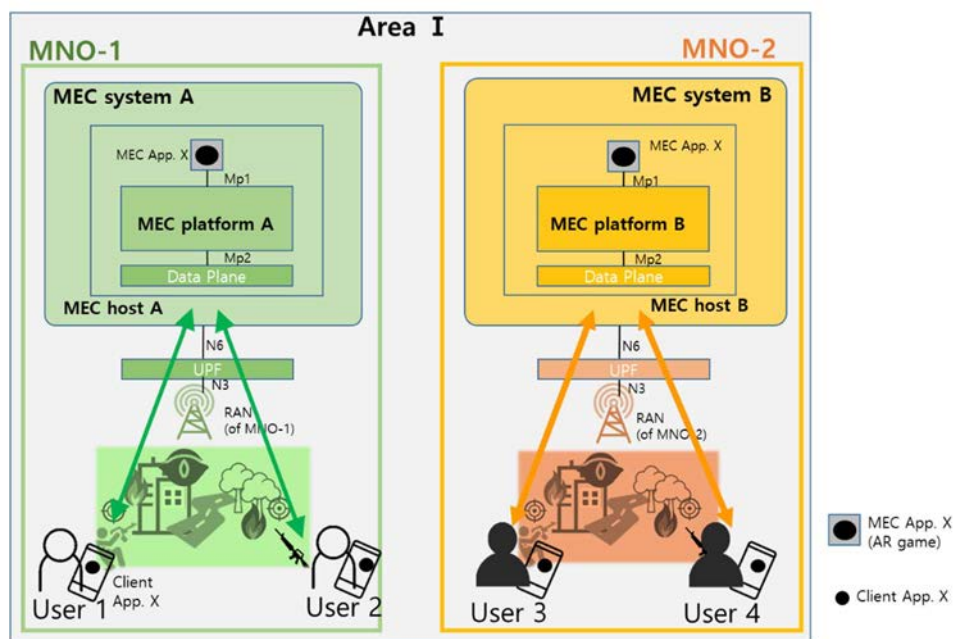 Area I
MNO-1
MEC system A
MEC App. X
Mp1
MEC platform A
Mp2
Data Plane
MEC host A
N6
UPF
N3
RAN
(of MNO-1)
User 1
Client
App. X
User 2
MNO-2
MEC system B
MEC App. X
Mp1
MEC platform B
Mp2
Data Plane
MEC host B
N6
UPF
N3
RAN
(of MNO-2)
User 3
User 4
MEC App. X
(AR game)
Client App. X